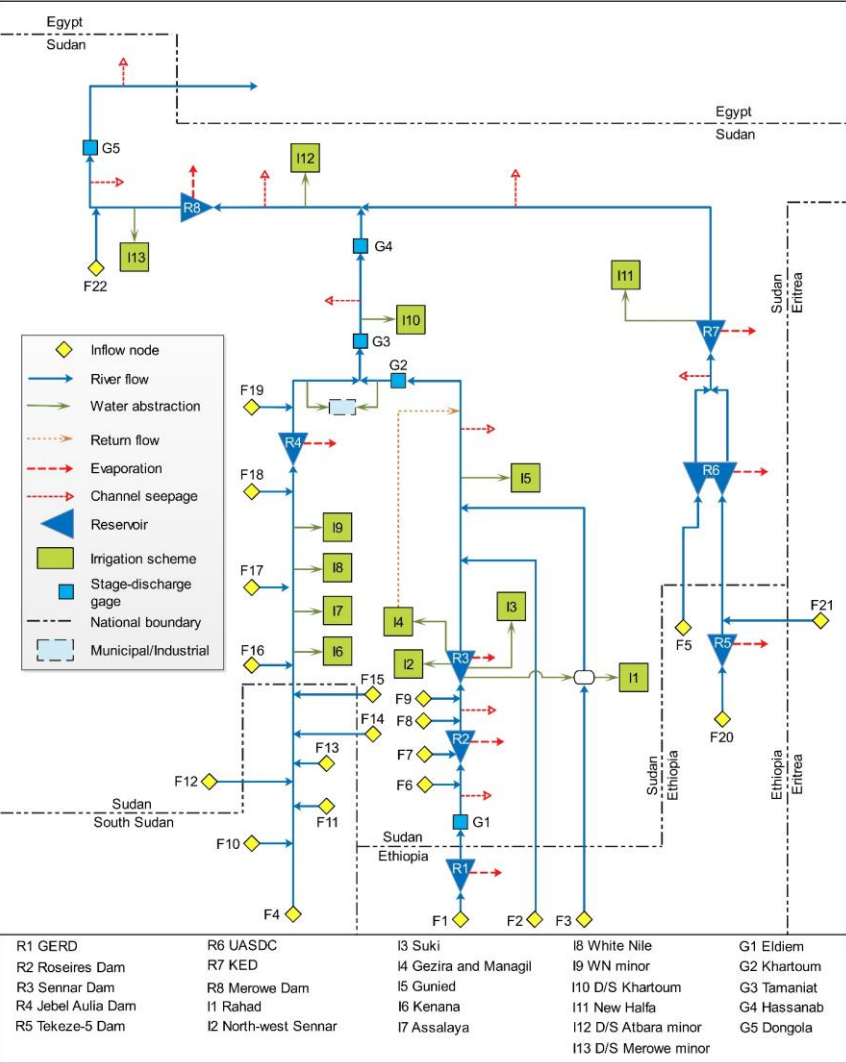 Egypt
Sudan
Egypt
Sudan
G5
I12
R8
I13
F22
G4
I10
G3
G2
I11
R7
Sudan
Eritrea
Inflow node
River flow
Water abstraction
Return flow
Evaporation
Channel seepage
Reservoir
Irrigation scheme
Stage-discharge
gage
National boundary
Municipal/Industrial
F19
R4
F18
I9
F17
I8
I7
F16
I6
I5
R6
I4
I3
I2
R3
I1
F5
F21
R5
F20
F15
F14
F13
F12
F11
F10
F4
F9
F8
R2
F7
F6
G1
Sudan
South Sudan
Sudan
Ethiopia
Sudan
Ethiopia
Ethiopia
Eritrea
R1
F1
F2
F3
R1 GERD
R2 Roseires Dam
R3 Sennar Dam
R4 Jebel Aulia Dam
R5 Tekeze-5 Dam
R6 UASDC
R7 KED
R8 Merowe Dam
I1 Rahad
I2 North-west Sennar
I3 Suki
I4 Gezira and Managil
I5 Gunied
I6 Kenana
I7 Assalaya
I8 White Nile
I9 WN minor
I10 D/S Khartoum
I11 New Halfa
I12 D/S Atbara minor
I13 D/S Merowe minor
G1 Eldiem
G2 Khartoum
G3 Tamaniat
G4 Hassanab
G5 Dongola